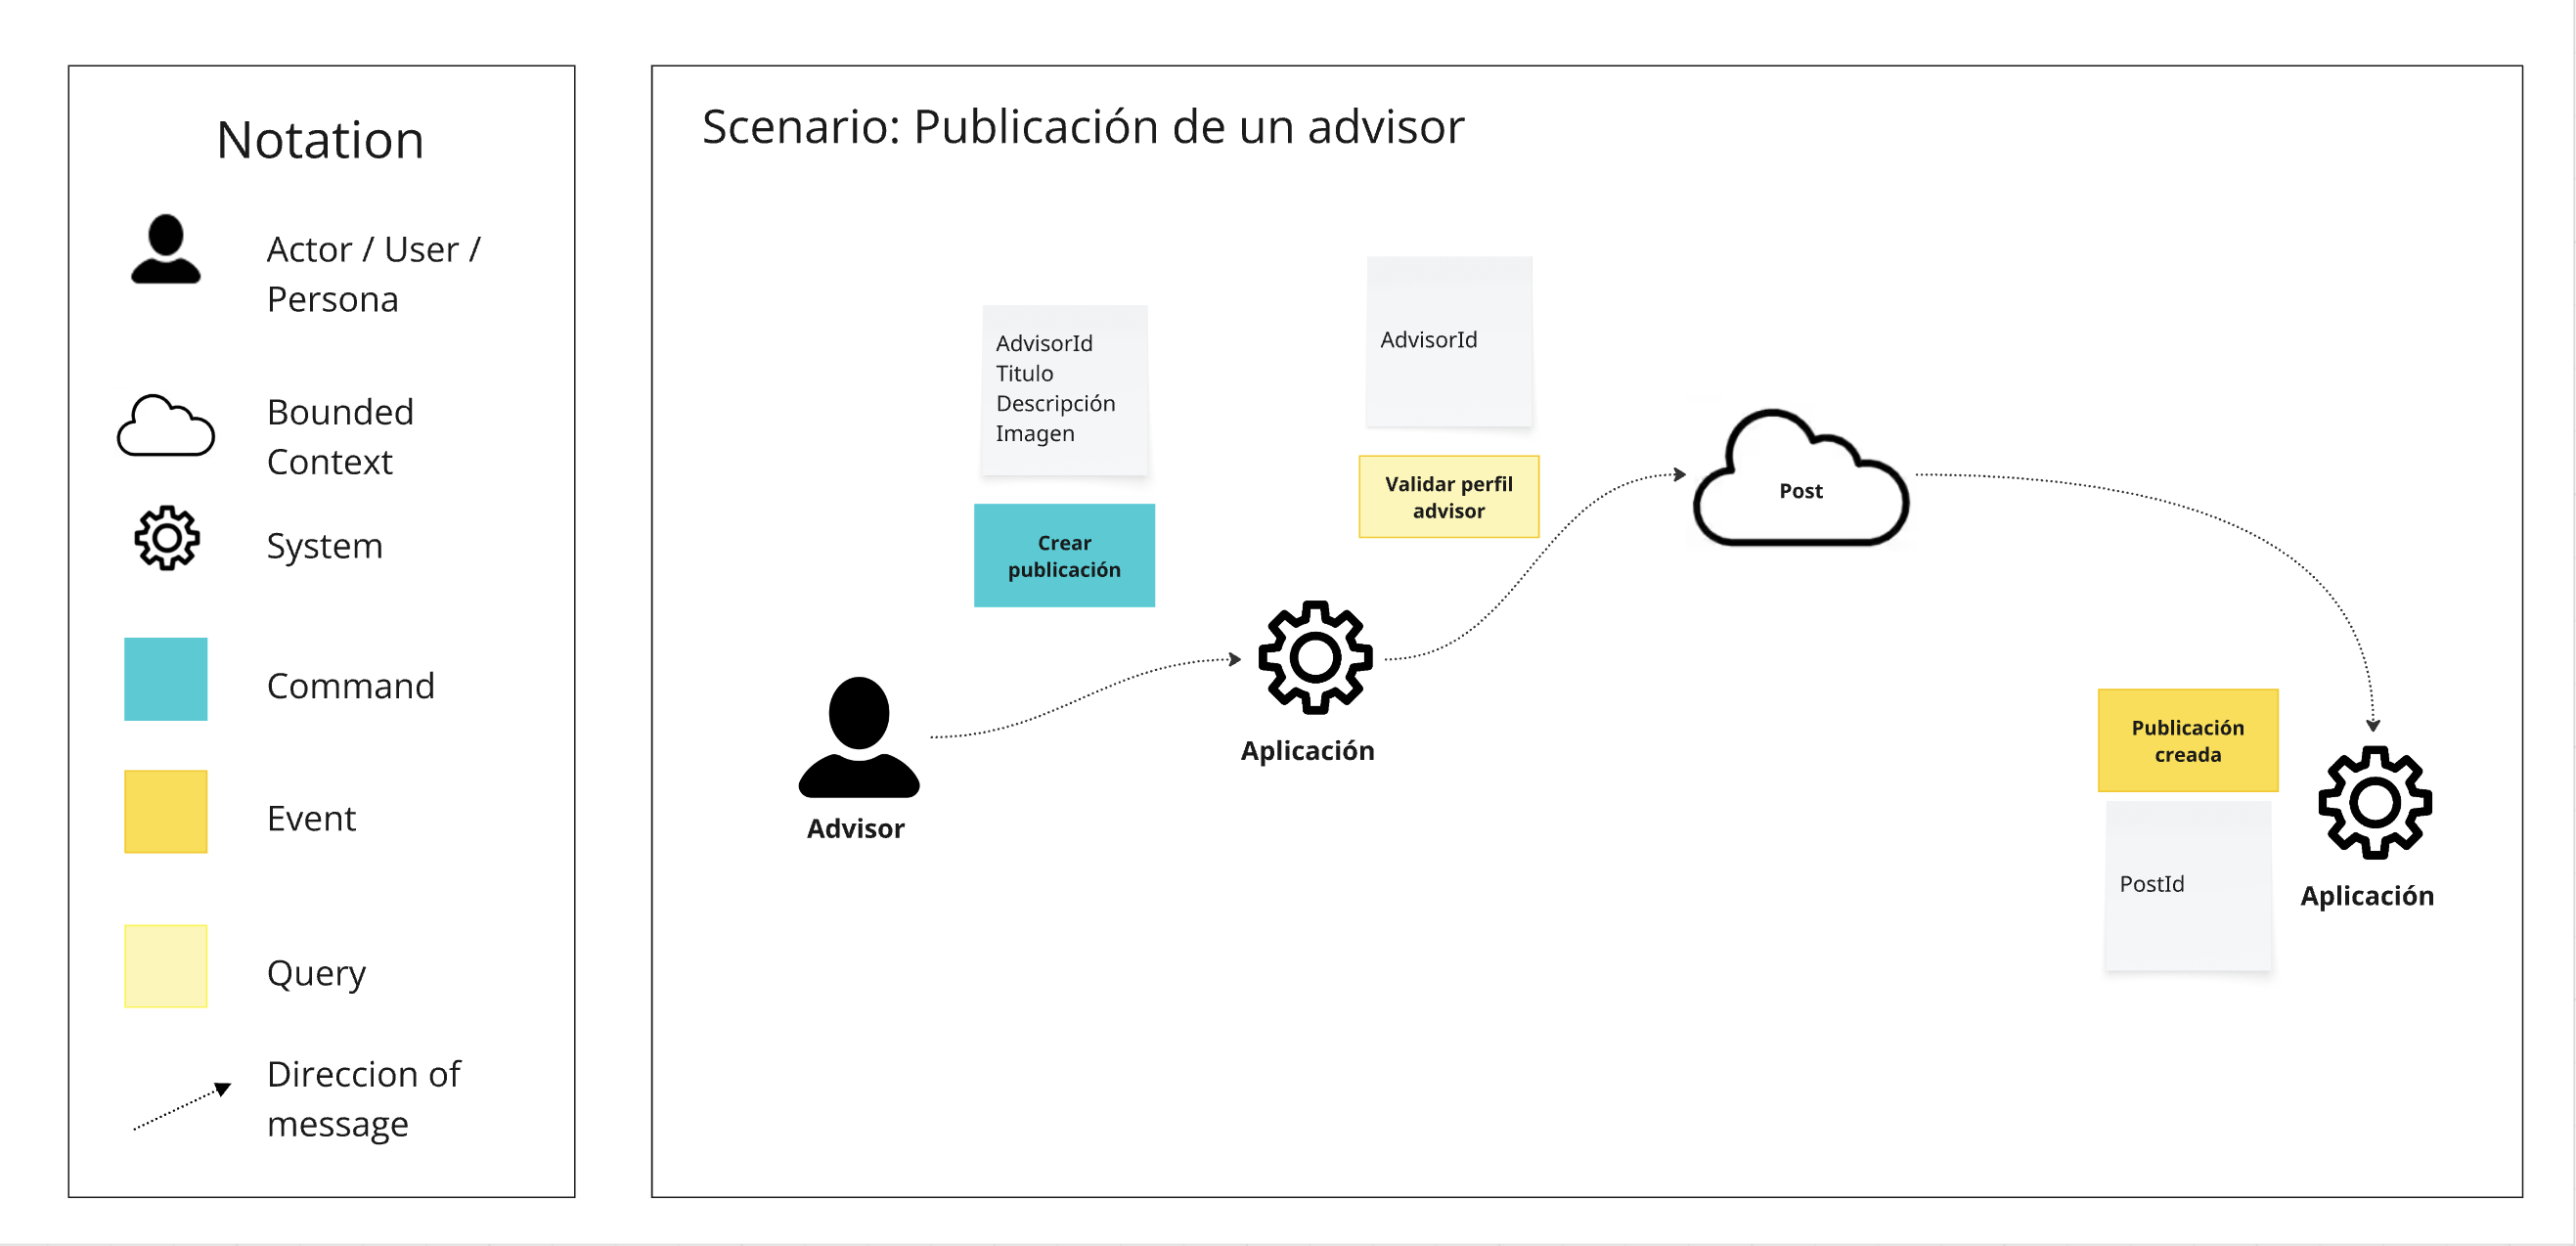 Notation
Actor / User /
Persona
Bounded
Context
System
Command
Event
Query
Direccion of
message
Scenario: Publicación de un advisor
AdvisorId
Titulo
Descripción
Imagen
Crear
publicación
Advisor
Aplicación
AdvisorId
Validar perfil
advisor
Post
Publicación
creada
PostId
Aplicación